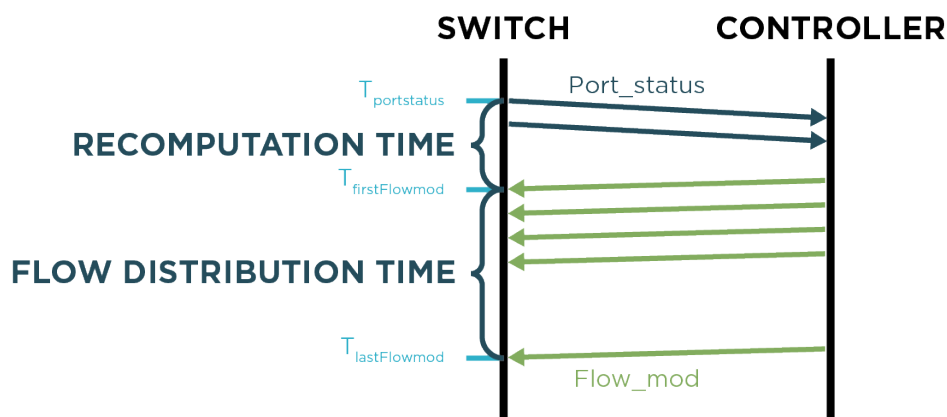 SWITCH CONTROLLER
Tportstatus
Port_status
RECOMPUTATION TIME
TfirstFlowmod
FLOW DISTRIBUTION TIME
TlastFlowmod
Flow_mod